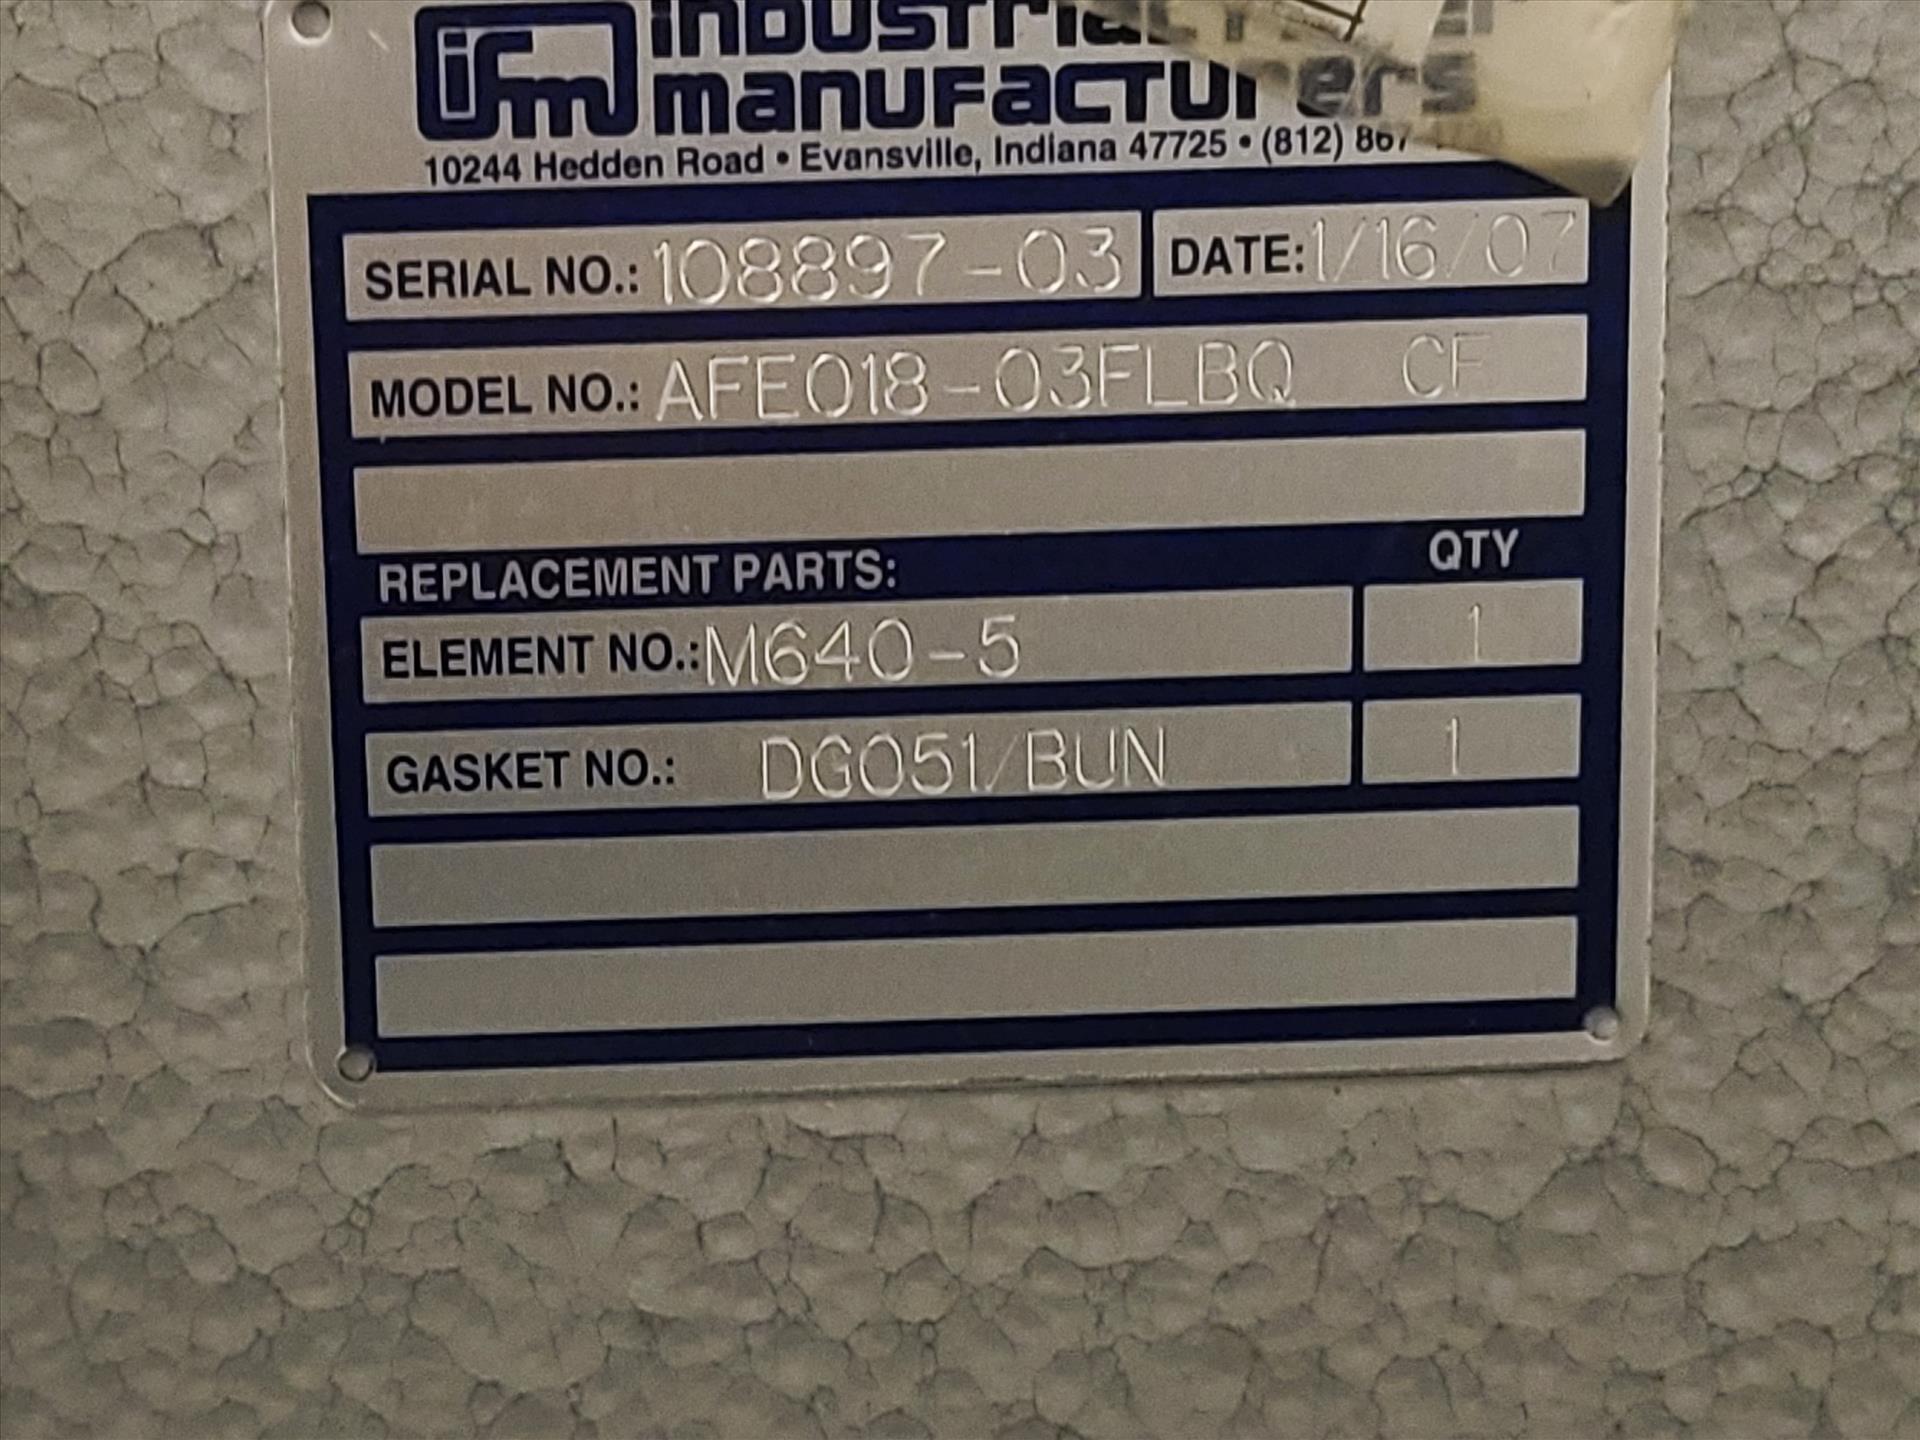 ifm industrial
manufacturers
10244 Hedden Road • Evansville, Indiana 47725 • (812) 867
SERIAL NO.: 108897-03 DATE: 1/16/07
MODEL NO.: AFE018-03FLBQ CF
REPLACEMENT PARTS: QTY
ELEMENT NO.: M640-5 1
GASKET NO.: DG051/BUN 1